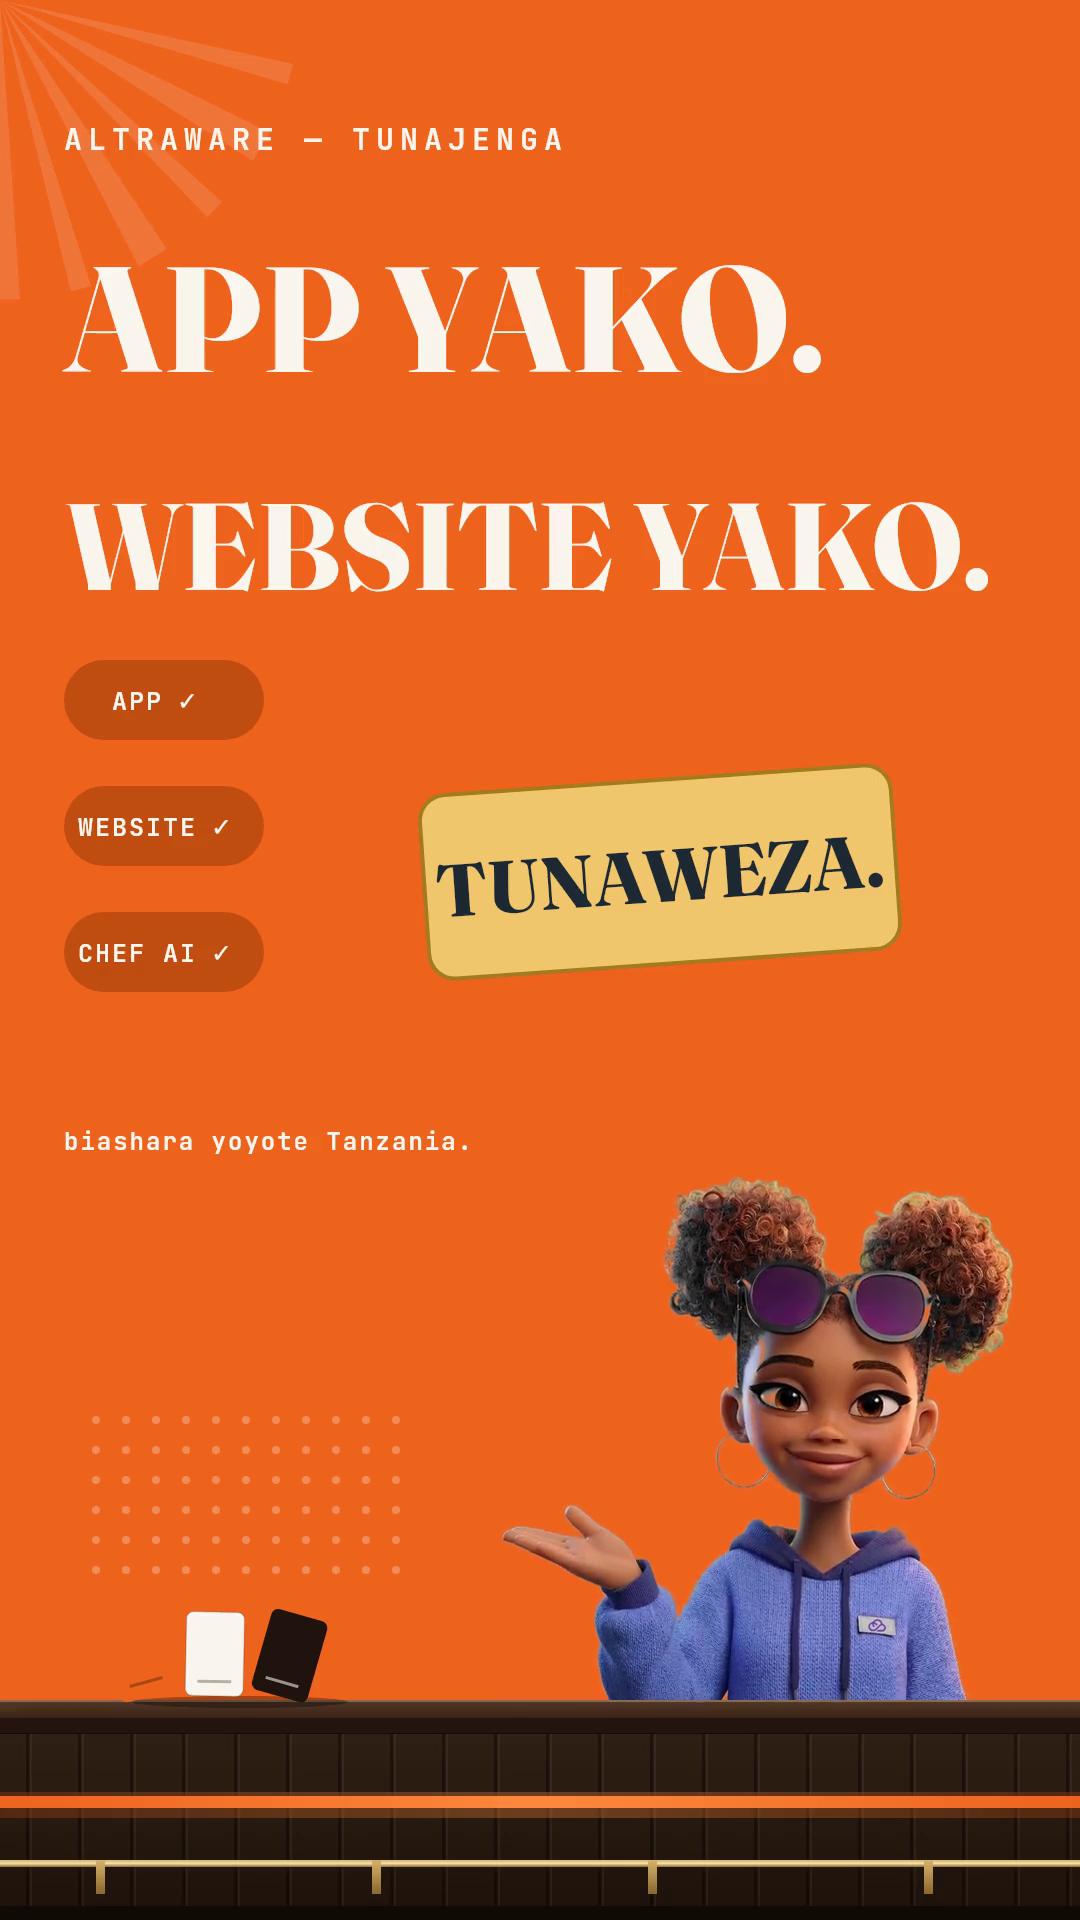 ALTRAWARE — TUNAJENGA
APP YAKO.
WEBSITE YAKO.
APP ✓
WEBSITE ✓
CHEF AI ✓
TUNAWEZA.
biashara yoyote Tanzania.